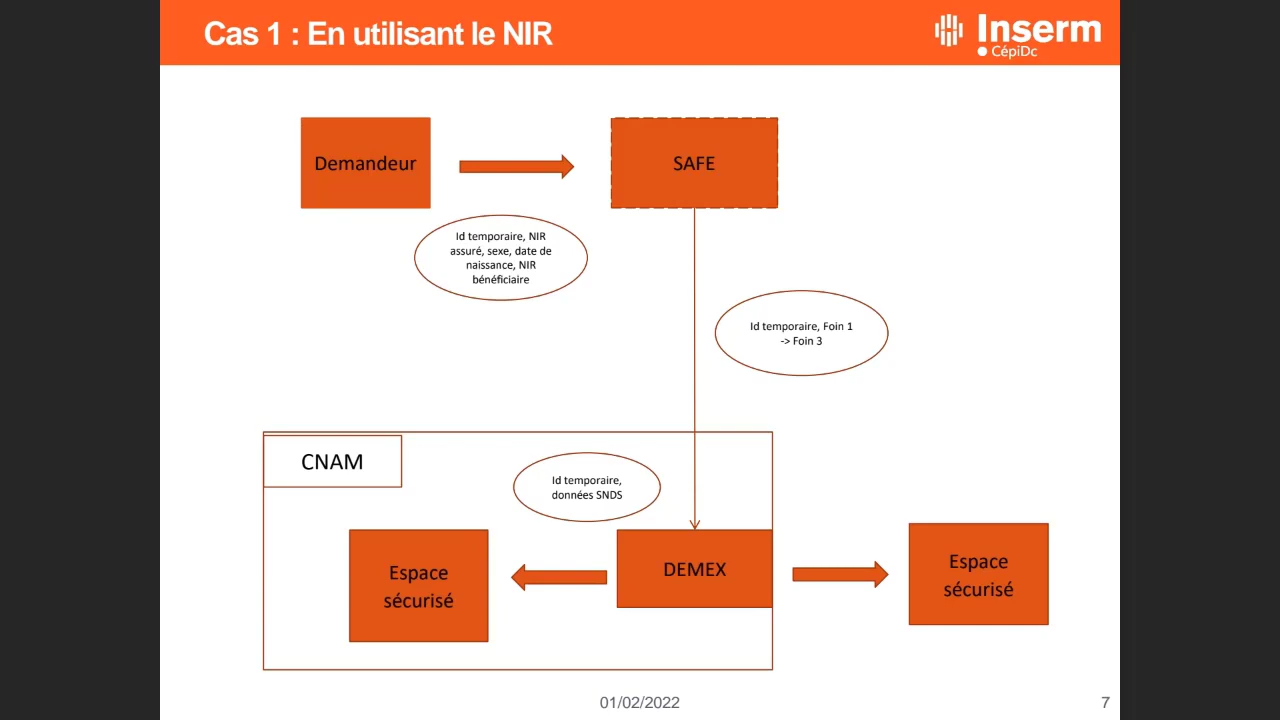 Cas 1 : En utilisant le NIR
Inserm
CépiDc
Demandeur
SAFE
Id temporaire, NIR
assuré, sexe, date de
naissance, NIR
bénéficiaire
Id temporaire, Foin 1
-> Foin 3
CNAM
Id temporaire,
données SNDS
Espace
sécurisé
DEMEX
Espace
sécurisé
01/02/2022
7